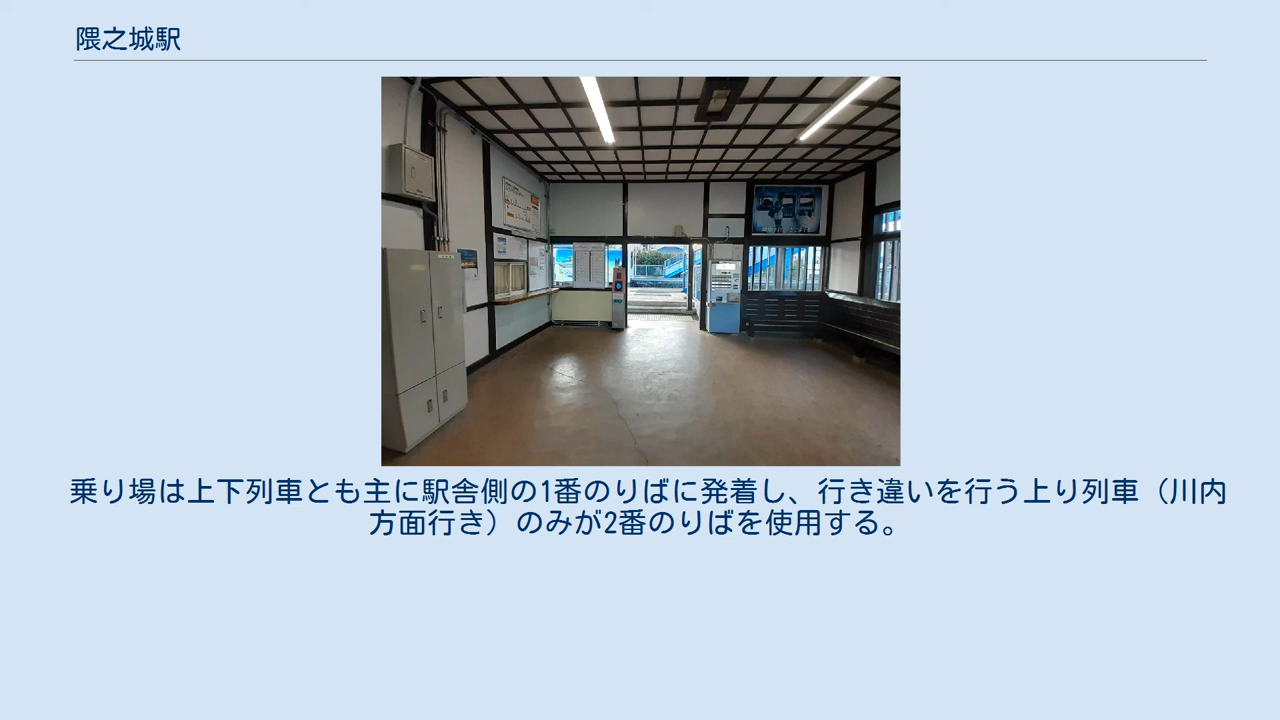 隈之城駅
乗り場は上下列車とも主に駅舎側の1番のりばに発着し、行き違いを行う上り列車（川内
方面行き）のみが2番のりばを使用する。